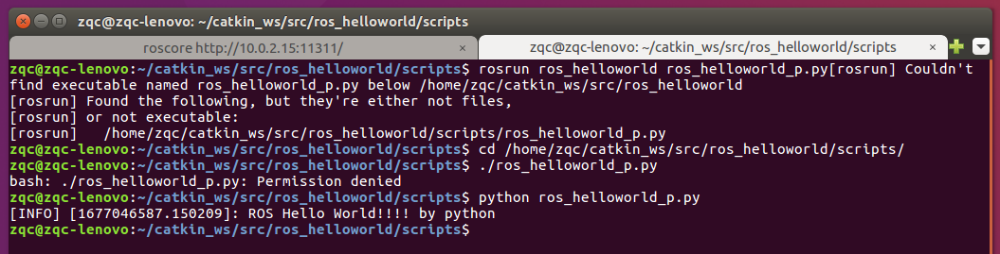 zqc@zqc-lenovo: ~/catkin_ws/src/ros_helloworld/scripts
roscore http://10.0.2.15:11311/ × zqc@zqc-lenovo: ~/catkin_ws/src/ros_helloworld/scripts ×
zqc@zqc-lenovo:~/catkin_ws/src/ros_helloworld/scripts$ rosrun ros_helloworld ros_helloworld_p.py[rosrun] Couldn't
find executable named ros_helloworld_p.py below /home/zqc/catkin_ws/src/ros_helloworld
[rosrun] Found the following, but they're either not files,
[rosrun] or not executable:
[rosrun]   /home/zqc/catkin_ws/src/ros_helloworld/scripts/ros_helloworld_p.py
zqc@zqc-lenovo:~/catkin_ws/src/ros_helloworld/scripts$ cd /home/zqc/catkin_ws/src/ros_helloworld/scripts/
zqc@zqc-lenovo:~/catkin_ws/src/ros_helloworld/scripts$ ./ros_helloworld_p.py
bash: ./ros_helloworld_p.py: Permission denied
zqc@zqc-lenovo:~/catkin_ws/src/ros_helloworld/scripts$ python ros_helloworld_p.py
[INFO] [1677046587.150209]: ROS Hello World!!!! by python
zqc@zqc-lenovo:~/catkin_ws/src/ros_helloworld/scripts$